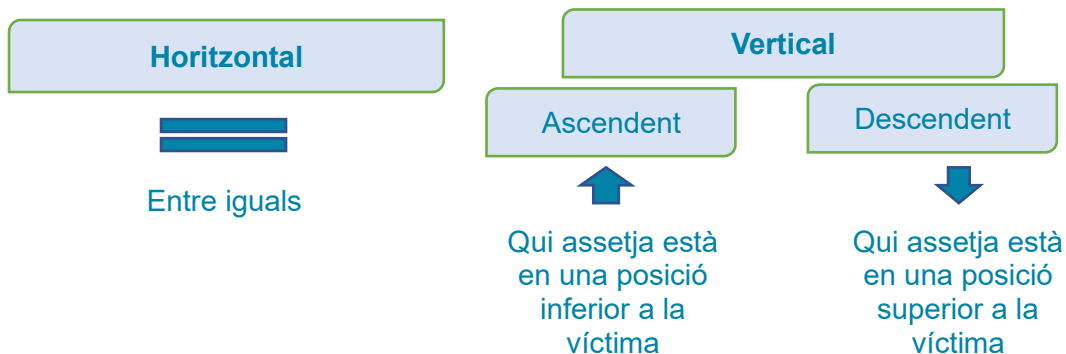 Horitzontal
Entre iguals
Vertical
Ascendent
Qui assetja està
en una posició
inferior a la
víctima
Descendent
Qui assetja està
en una posició
superior a la
víctima